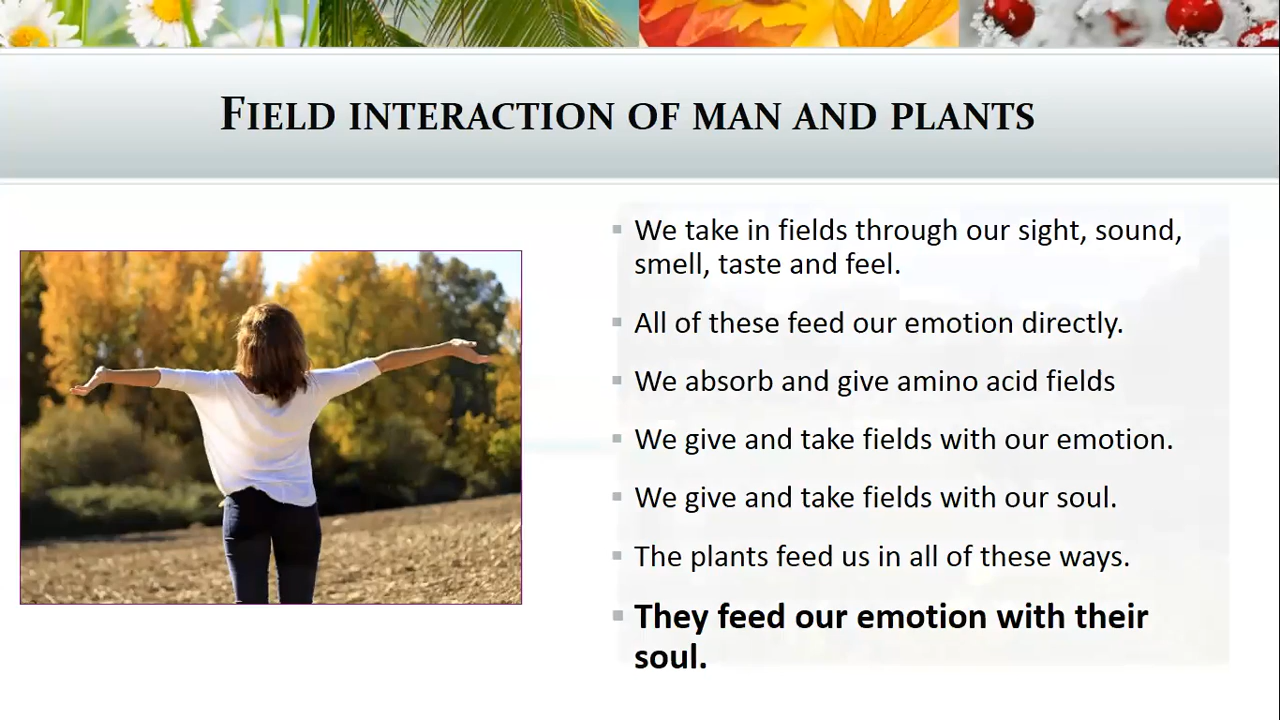 Field interaction of man and plants
We take in fields through our sight, sound,
smell, taste and feel.
All of these feed our emotion directly.
We absorb and give amino acid fields
We give and take fields with our emotion.
We give and take fields with our soul.
The plants feed us in all of these ways.
They feed our emotion with their
soul.